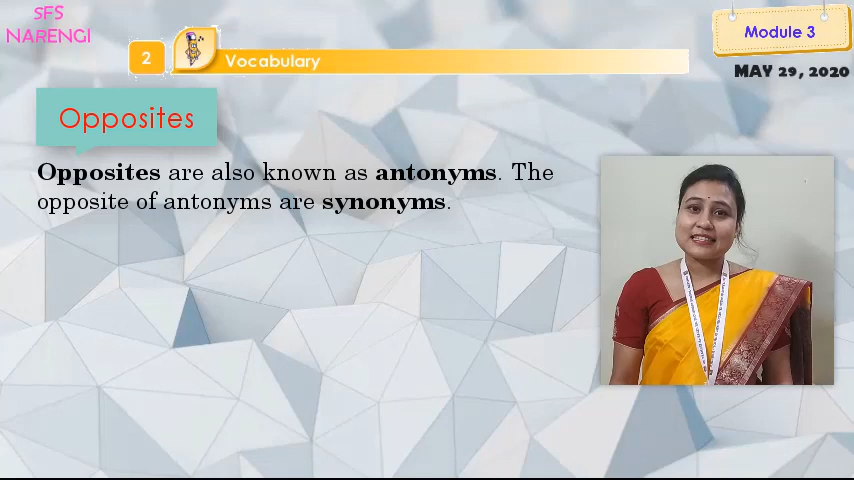 SFS
NARENGI
Module 3
2
Vocabulary
MAY 29, 2020
Opposites
Opposites are also known as antonyms. The
opposite of antonyms are synonyms.